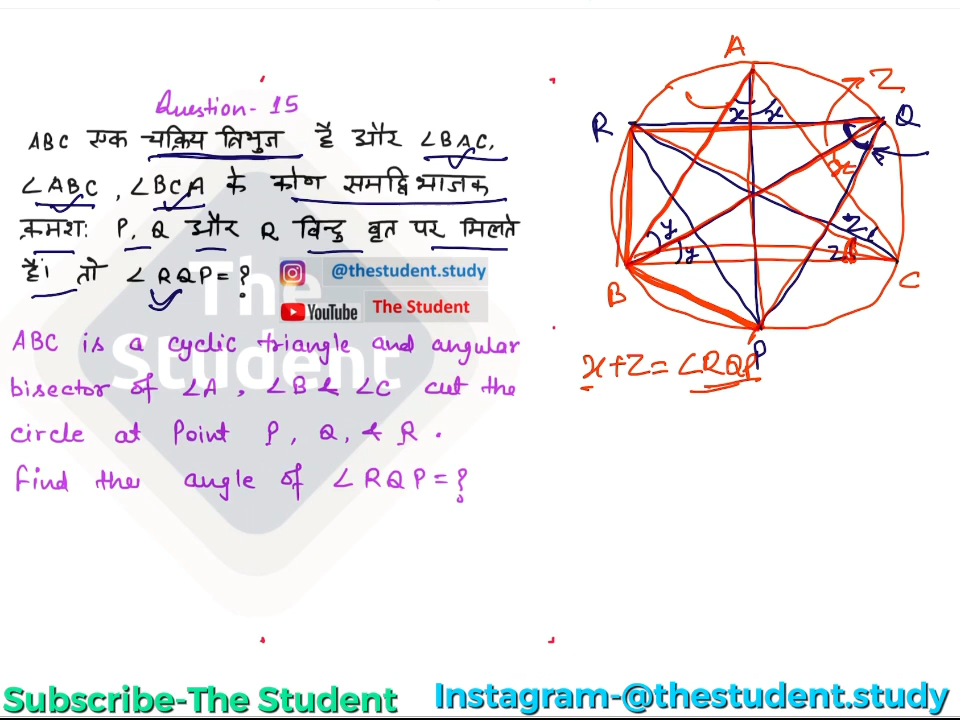 Question-15
ABC एक चक्रिय त्रिभुज है और ∠BAC,
∠ABC, ∠BCA के कोण समद्विभाजक
क्रमशः P, Q और R बिन्दु वृत पर मिलते
हैं। तो ∠RQP=?
@thestudent.study
YouTube The Student
The Student
ABC is a cyclic triangle and angular
bisector of ∠A, ∠B & ∠C cut the
circle at Point P, Q, & R.
Find the angle of ∠RQP=?
A
Z
R
Q
x x
x
y
y
z
z
B
C
P
x+z=∠RQP
Subscribe-The Student
Instagram-@thestudent.study